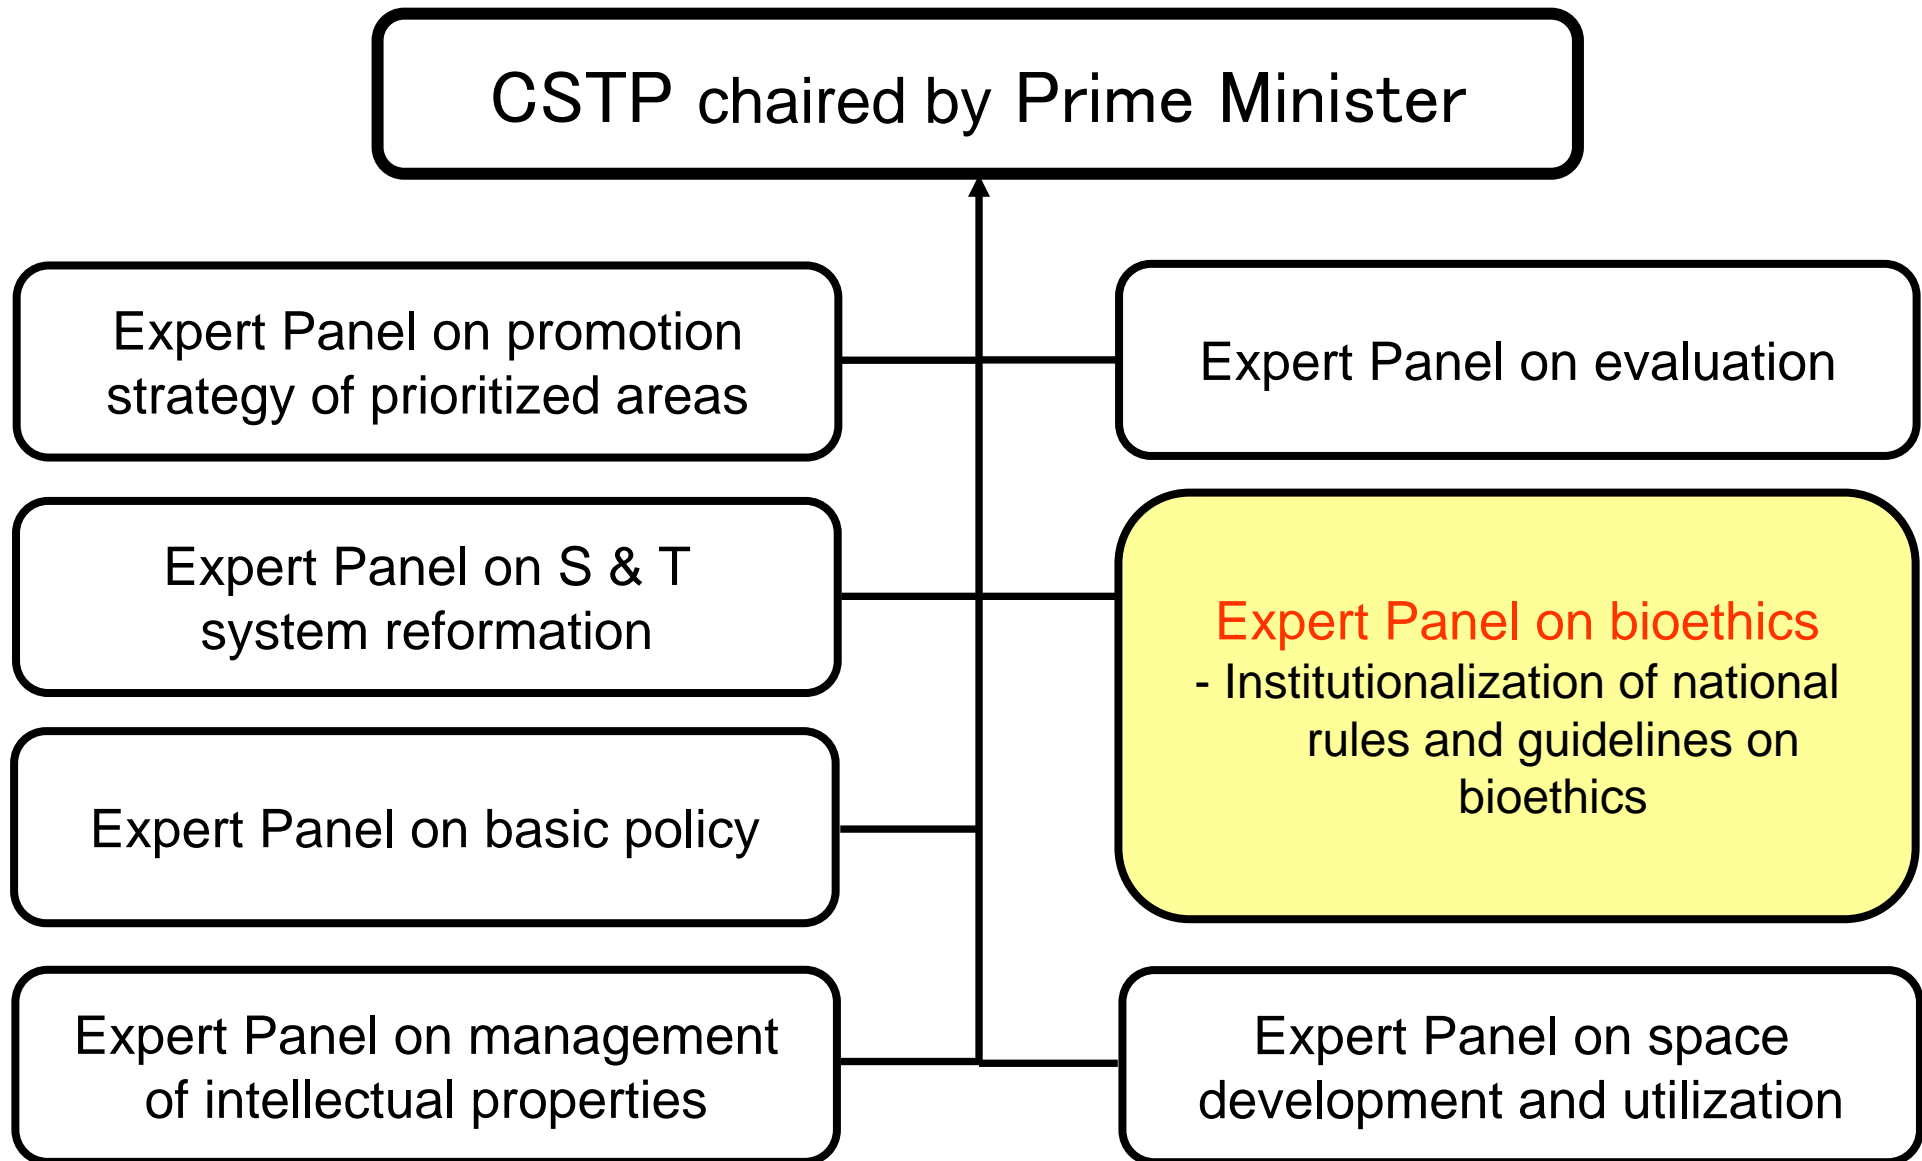 CSTP chaired by Prime Minister
Expert Panel on promotion
strategy of prioritized areas
Expert Panel on evaluation
Expert Panel on S & T
system reformation
Expert Panel on bioethics
- Institutionalization of national
rules and guidelines on
bioethics
Expert Panel on basic policy
Expert Panel on management
of intellectual properties
Expert Panel on space
development and utilization